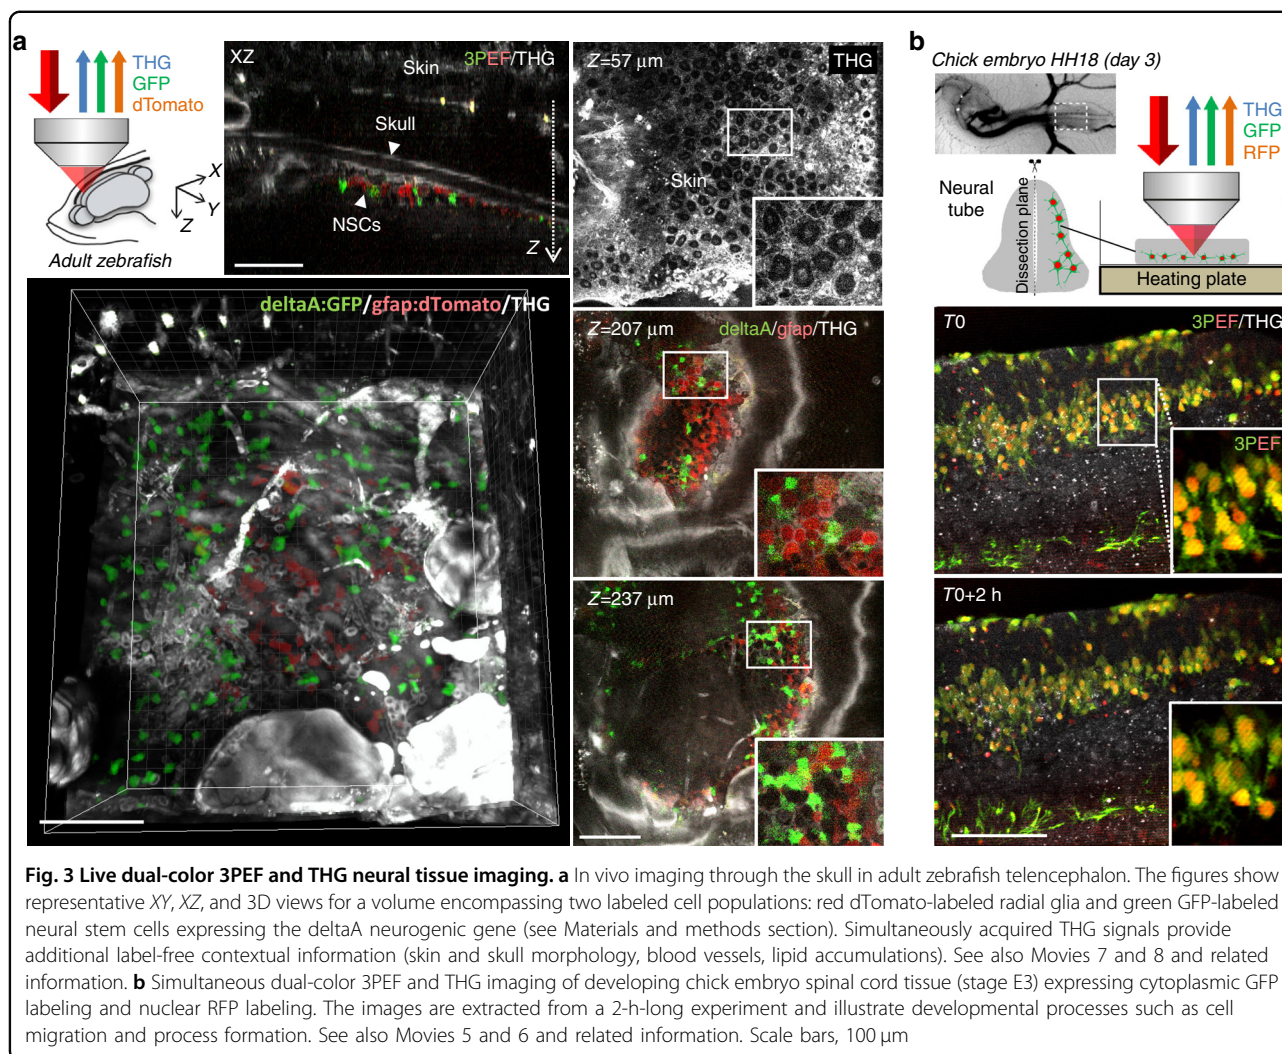 a
THG
GFP
dTomato
X
Y
Z
Adult zebrafish
XZ
3PEF/THG
Skin
Skull
NSCs
Z
Z=57 µm
THG
Skin
deltaA:GFP/gfap:dTomato/THG
Z=207 µm
deltaA/gfap/THG
Z=237 µm
b
Chick embryo HH18 (day 3)
THG
GFP
RFP
Neural
tube
Dissection plane
Heating plate
T0
3PEF/THG
3PEF
T0+2 h
Fig. 3 Live dual-color 3PEF and THG neural tissue imaging. a In vivo imaging through the skull in adult zebrafish telencephalon. The figures show
representative XY, XZ, and 3D views for a volume encompassing two labeled cell populations: red dTomato-labeled radial glia and green GFP-labeled
neural stem cells expressing the deltaA neurogenic gene (see Materials and methods section). Simultaneously acquired THG signals provide
additional label-free contextual information (skin and skull morphology, blood vessels, lipid accumulations). See also Movies 7 and 8 and related
information. b Simultaneous dual-color 3PEF and THG imaging of developing chick embryo spinal cord tissue (stage E3) expressing cytoplasmic GFP
labeling and nuclear RFP labeling. The images are extracted from a 2-h-long experiment and illustrate developmental processes such as cell
migration and process formation. See also Movies 5 and 6 and related information. Scale bars, 100 µm